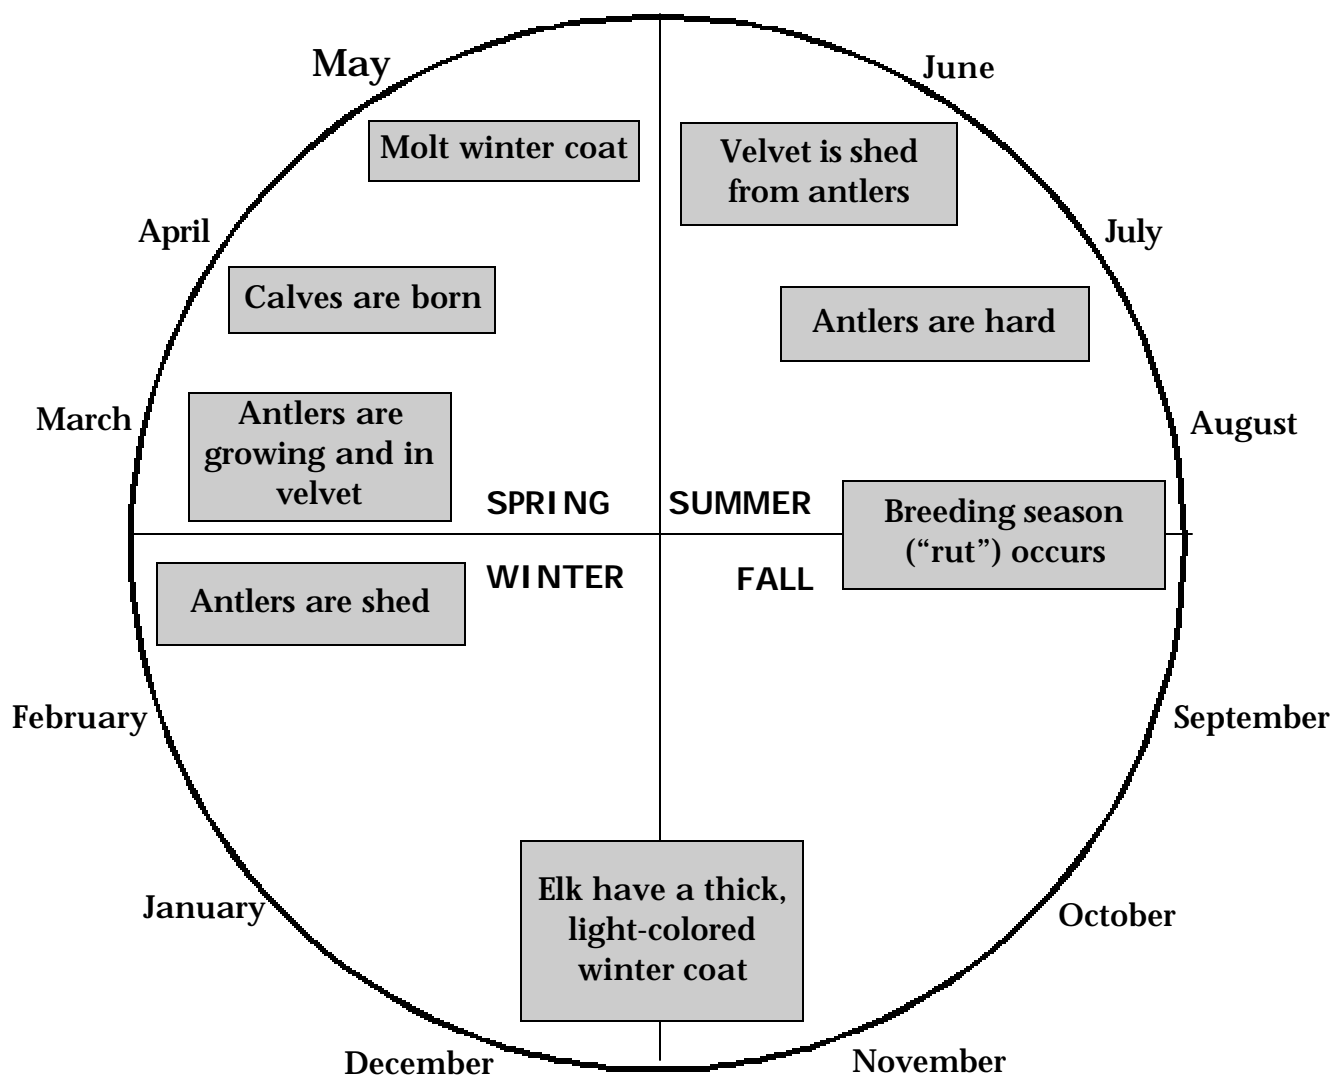 May
June
Molt winter coat
Velvet is shed
from antlers
April
July
Calves are born
Antlers are hard
March
Antlers are
growing and in
velvet
August
SPRING
SUMMER
Breeding season
(“rut”) occurs
WINTER
FALL
Antlers are shed
February
September
January
Elk have a thick,
light-colored
winter coat
October
December
November